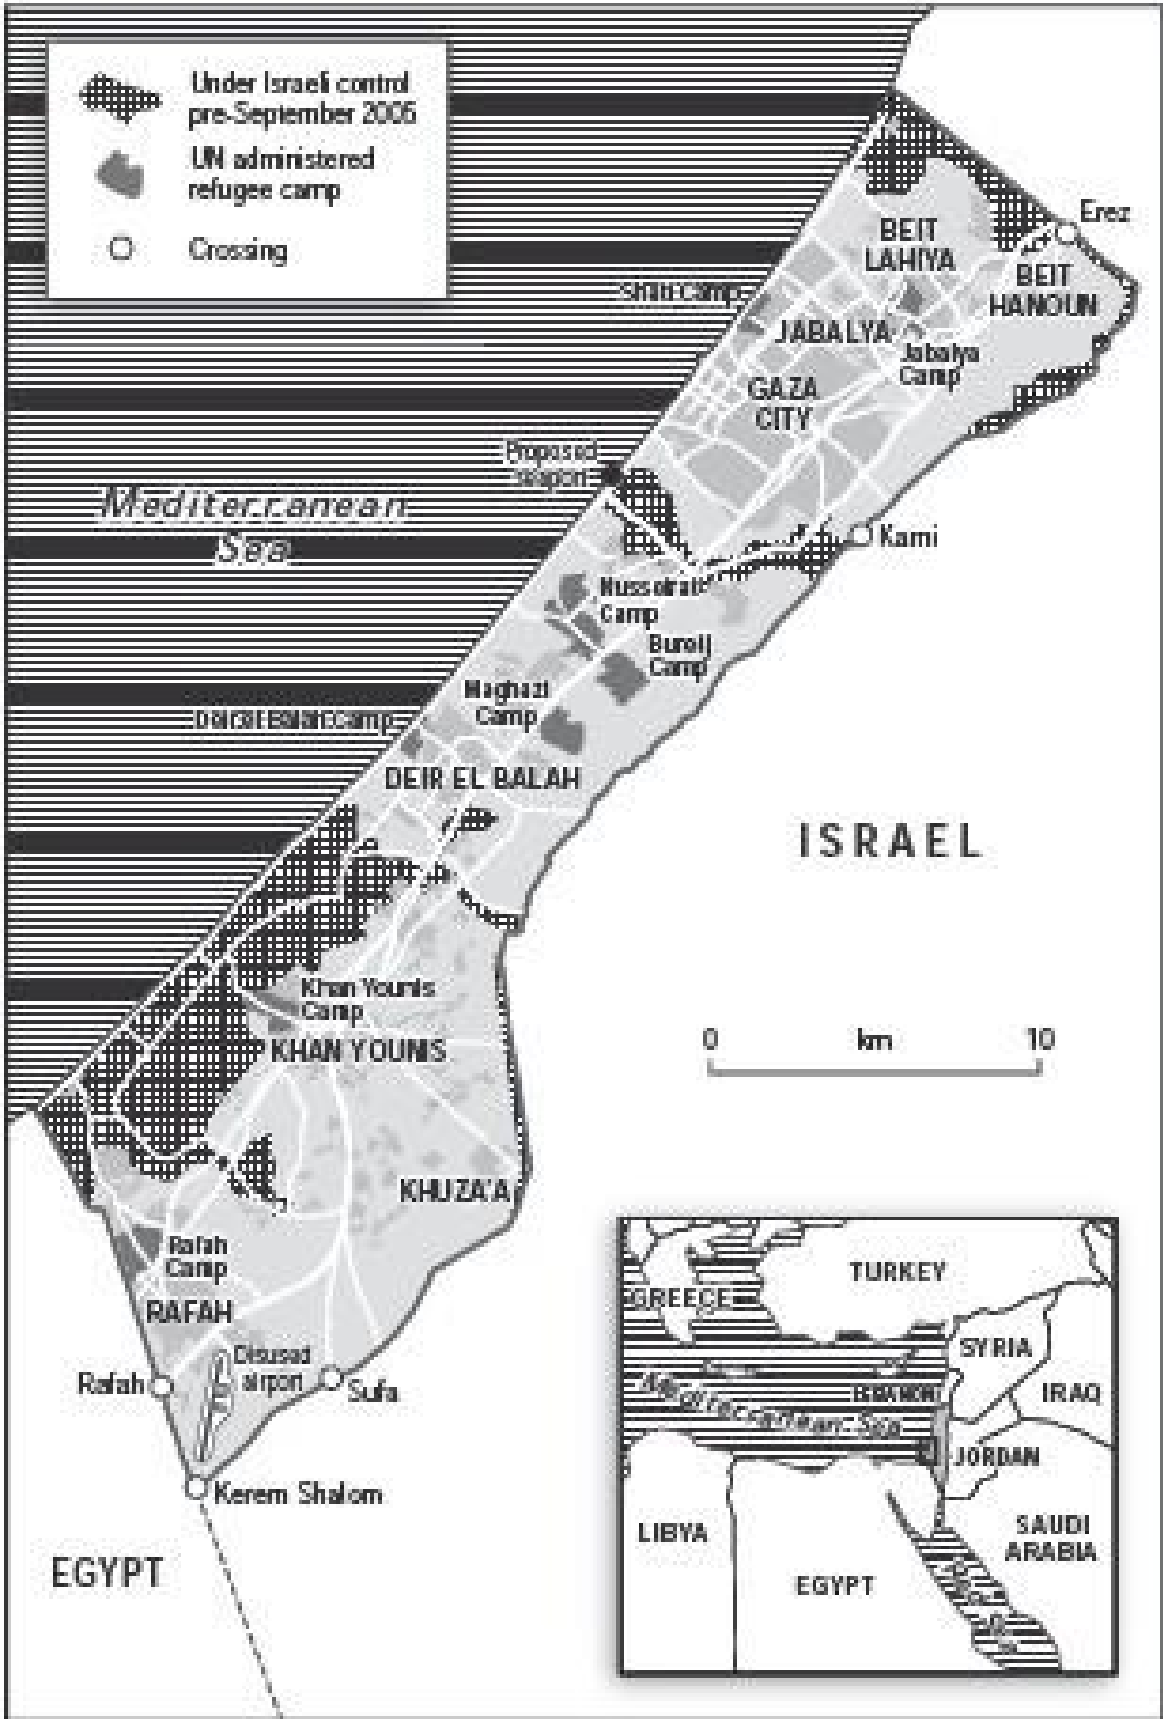 Under Israeli control
pre-September 2005
UN administered
refugee camp
Crossing
Erez
BEIT
LAHIYA
BEIT
HANOUN
Shati Camp
JABALYA
Jabalya
Camp
GAZA
CITY
Proposed
seaport
Mediterranean
Sea
Karni
Nusseirat
Camp
Bureij
Camp
Maghazi
Camp
Deir el Balah Camp
DEIR EL BALAH
ISRAEL
Khan Younis
Camp
KHAN YOUNIS
0 km 10
KHUZA'A
Rafah
Camp
RAFAH
Disused
airport
Rafah
Sufa
Kerem Shalom
EGYPT
TURKEY
GREECE
SYRIA
LEBANON
IRAQ
Mediterranean Sea
JORDAN
LIBYA
SAUDI
ARABIA
EGYPT